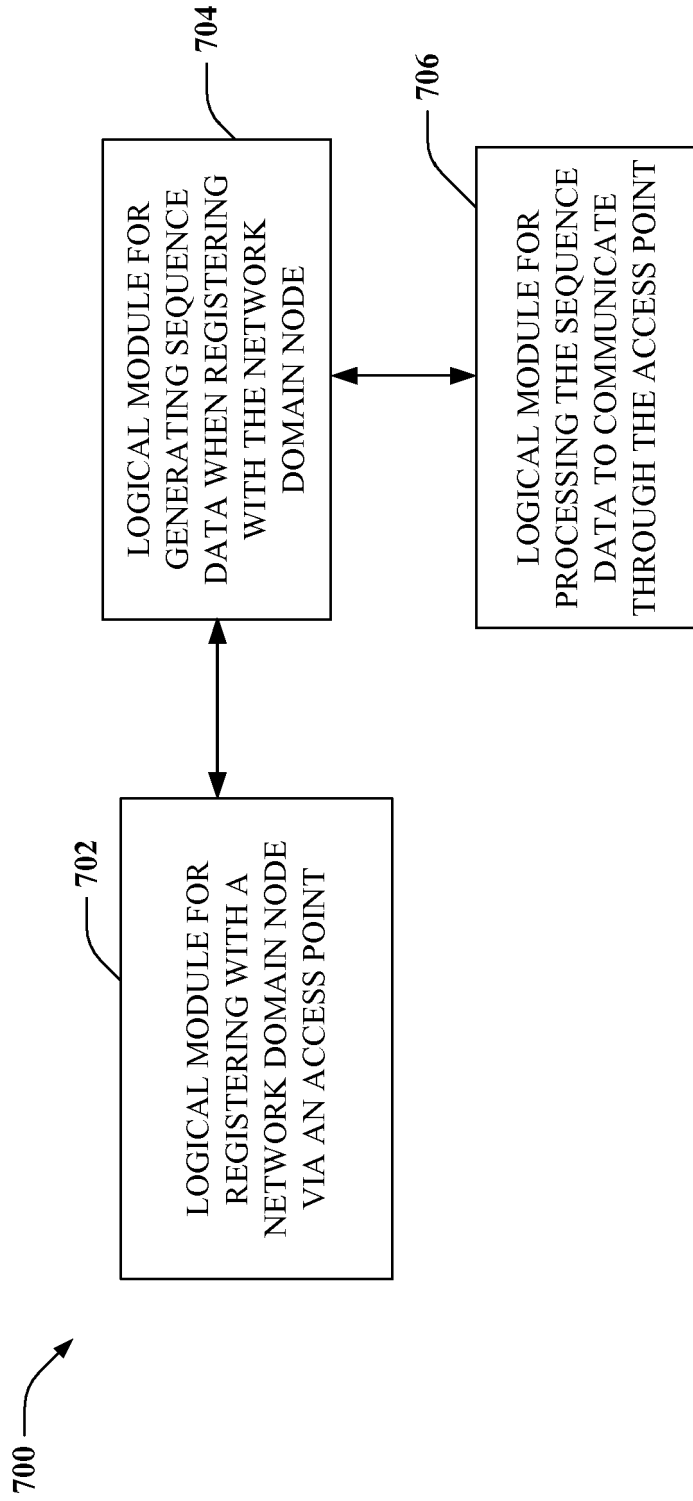 700
702
LOGICAL MODULE FOR
REGISTERING WITH A
NETWORK DOMAIN NODE
VIA AN ACCESS POINT
704
LOGICAL MODULE FOR
GENERATING SEQUENCE
DATA WHEN REGISTERING
WITH THE NETWORK
DOMAIN NODE
706
LOGICAL MODULE FOR
PROCESSING THE SEQUENCE
DATA TO COMMUNICATE
THROUGH THE ACCESS POINT